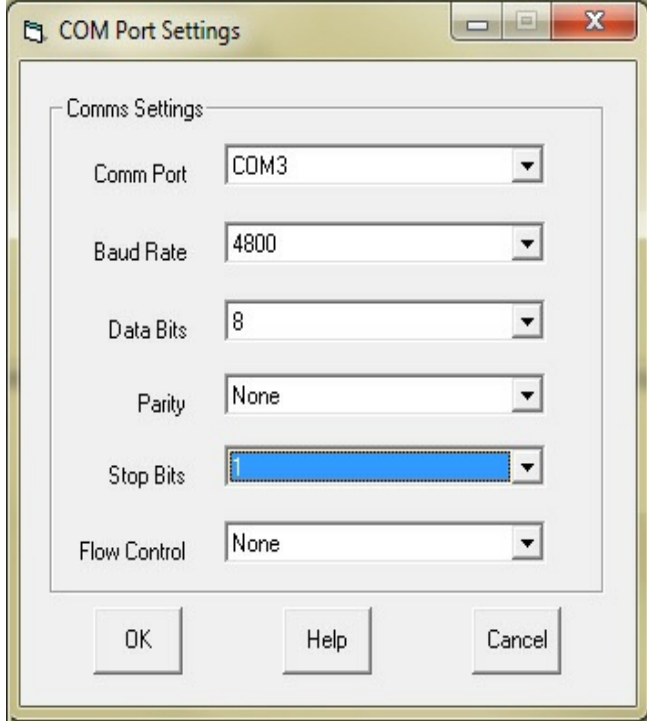 COM Port Settings
Comms Settings
Comm Port COM3
Baud Rate 4800
Data Bits 8
Parity None
Stop Bits 1
Flow Control None
OK Help Cancel